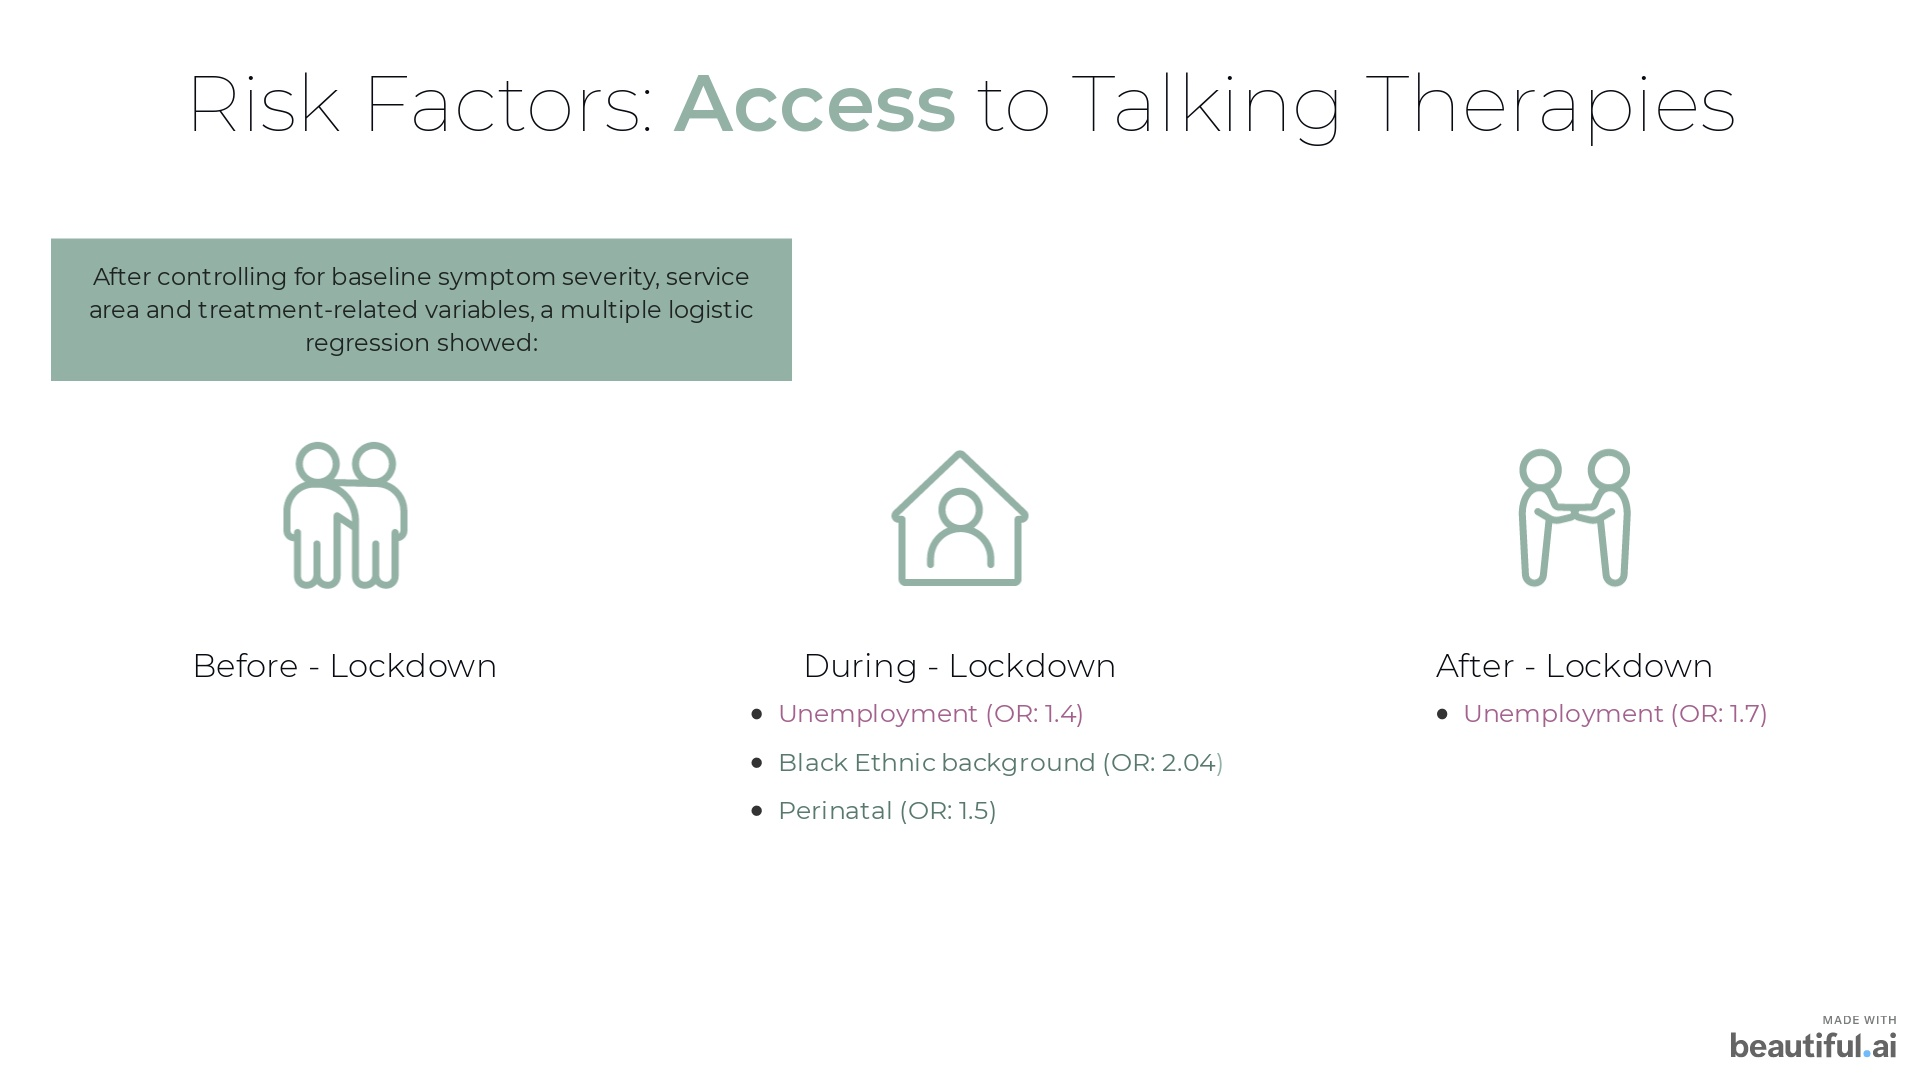 Risk Factors: Access to Talking Therapies
After controlling for baseline symptom severity, service
area and treatment-related variables, a multiple logistic
regression showed:
Before - Lockdown
During - Lockdown
• Unemployment (OR: 1.4)
• Black Ethnic background (OR: 2.04)
• Perinatal (OR: 1.5)
After - Lockdown
• Unemployment (OR: 1.7)
MADE WITH
beautiful.ai